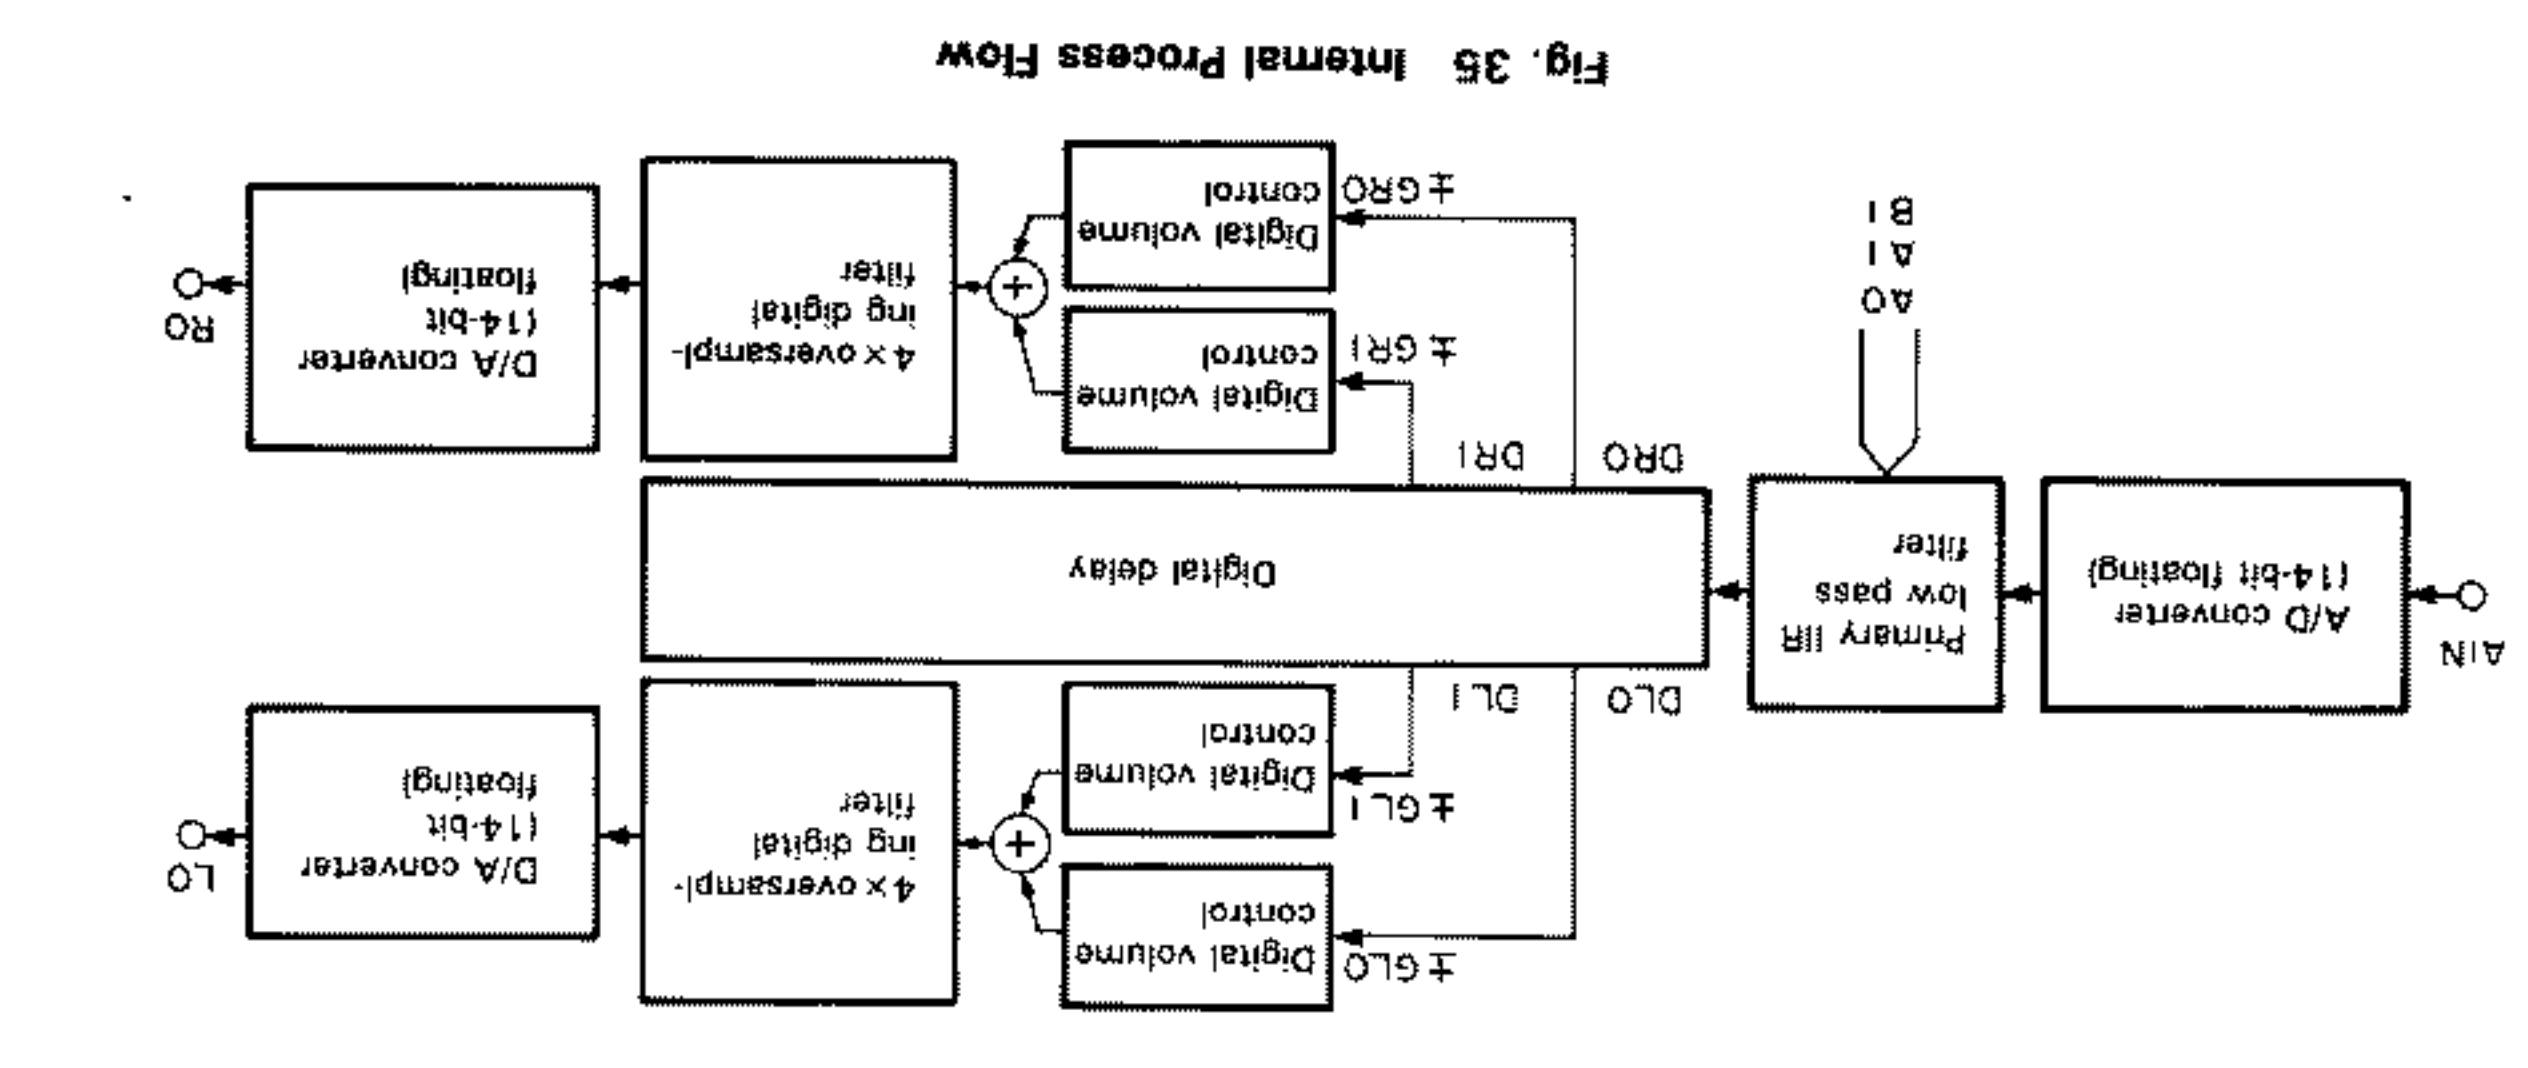 ± GL0
Digital volume
control
± GL1
Digital volume
control
4 × oversampl-
ing digital
filter
D/A converter
(14-bit
floating)
LO
DL0
DL1
AIN
A/D converter
(14-bit floating)
Primary IIR
low pass
filter
Digital delay
A0
A1
B1
DR0
DR1
± GR1
Digital volume
control
± GR0
Digital volume
control
4 × oversampl-
ing digital
filter
D/A converter
(14-bit
floating)
RO
Fig. 35 Internal Process Flow